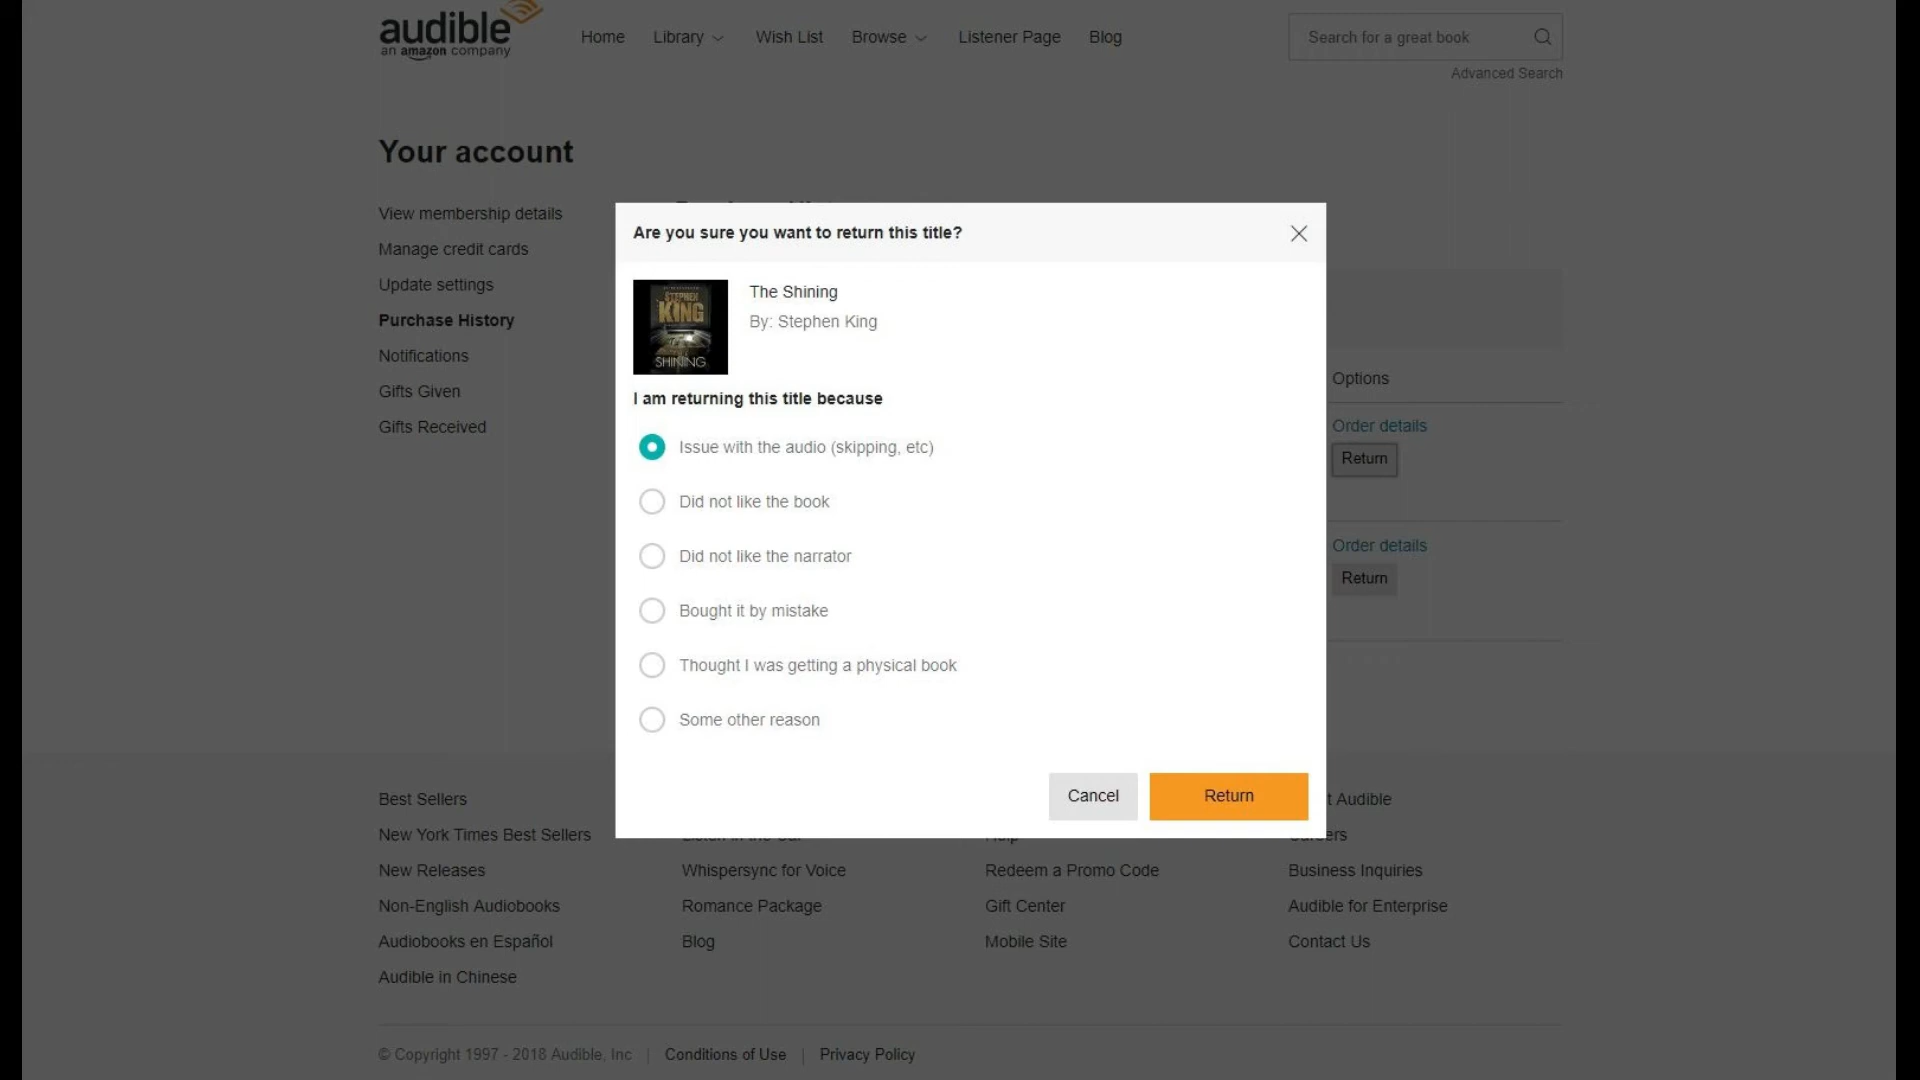 audible
an amazon company
Home
Library
Wish List
Browse
Listener Page
Blog
Search for a great book
Advanced Search
Your account
View membership details
Manage credit cards
Update settings
Purchase History
Notifications
Gifts Given
Gifts Received
Are you sure you want to return this title?
STEPHEN
KING
SHINING
The Shining
By: Stephen King
I am returning this title because
Issue with the audio (skipping, etc)
Did not like the book
Did not like the narrator
Bought it by mistake
Thought I was getting a physical book
Some other reason
Cancel
Return
Options
Order details
Return
Order details
Return
Best Sellers
New York Times Best Sellers
New Releases
Non-English Audiobooks
Audiobooks en Español
Audible in Chinese
Whispersync for Voice
Romance Package
Blog
Redeem a Promo Code
Gift Center
Mobile Site
Audible
Business Inquiries
Audible for Enterprise
Contact Us
© Copyright 1997 - 2018 Audible, Inc
Conditions of Use
Privacy Policy